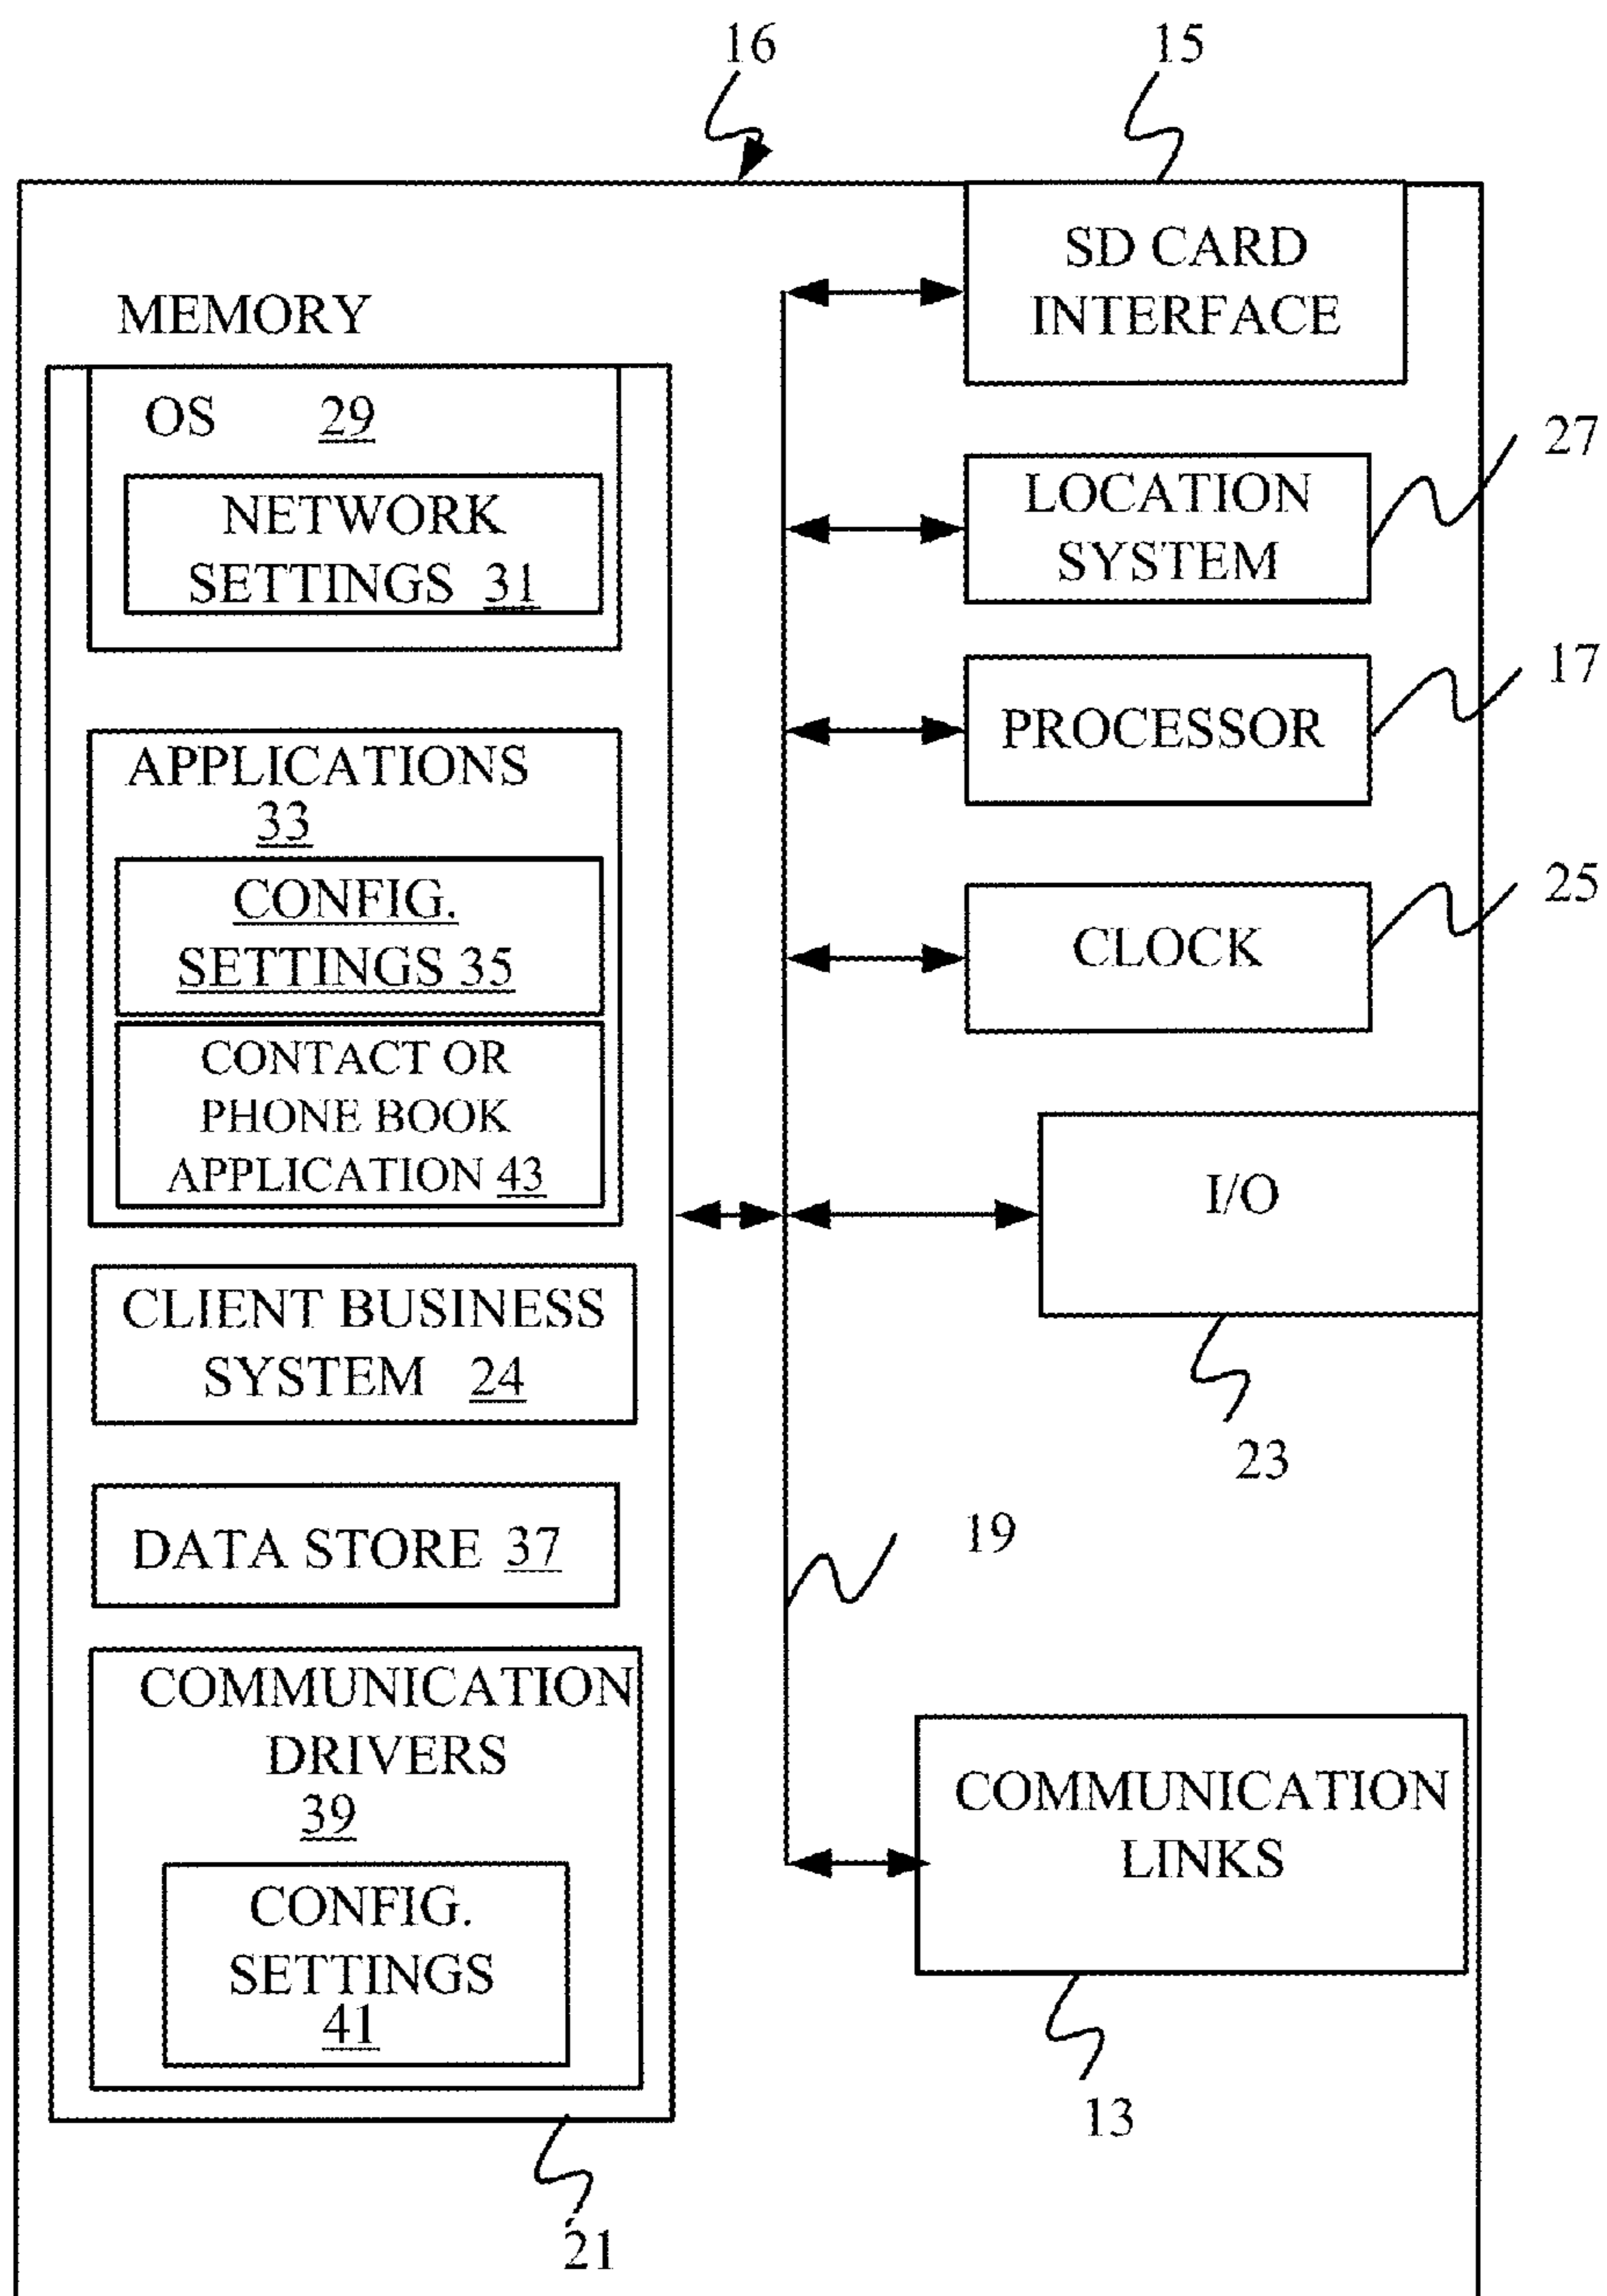 16
15
SD CARD
INTERFACE
MEMORY
OS 29
NETWORK
SETTINGS 31
APPLICATIONS
33
CONFIG.
SETTINGS 35
CONTACT OR
PHONE BOOK
APPLICATION 43
CLIENT BUSINESS
SYSTEM 24
DATA STORE 37
COMMUNICATION
DRIVERS
39
CONFIG.
SETTINGS
41
21
LOCATION
SYSTEM
27
PROCESSOR
17
CLOCK
25
I/O
23
19
COMMUNICATION
LINKS
13